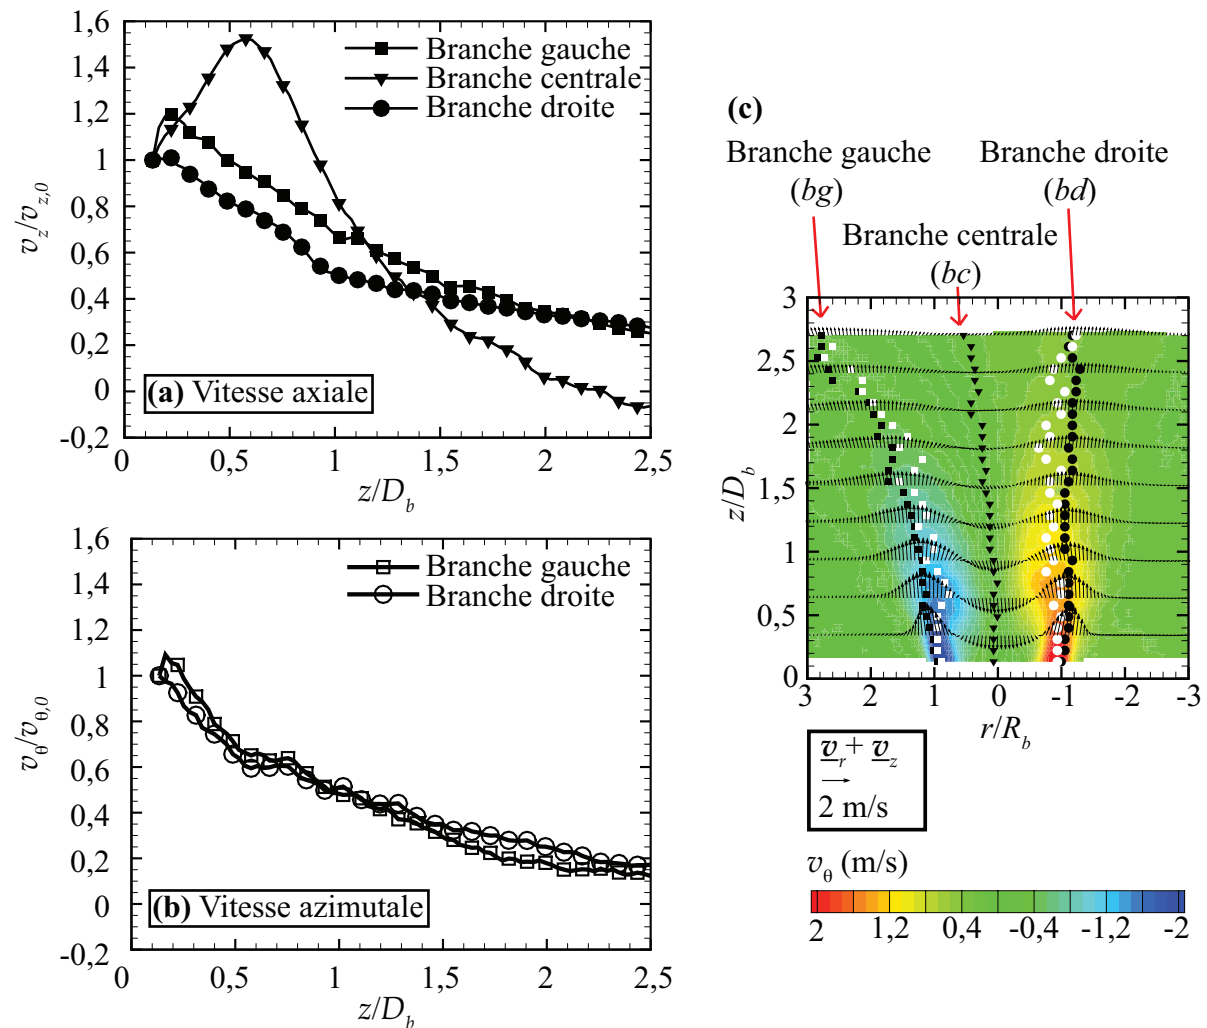 1,6
1,4
1,2
1
0,8
0,6
0,4
0,2
0
-0,2
v_z/v_{z,0}
Branche gauche
Branche centrale
Branche droite
(a) Vitesse axiale
0 0,5 1 1,5 2 2,5
z/D_b
1,6
1,4
1,2
1
0,8
0,6
0,4
0,2
0
-0,2
v_θ/v_{θ,0}
Branche gauche
Branche droite
(b) Vitesse azimutale
0 0,5 1 1,5 2 2,5
z/D_b
(c)
Branche gauche
(bg)
Branche droite
(bd)
Branche centrale
(bc)
3
2,5
2
1,5
1
0,5
0
z/D_b
3 2 1 0 -1 -2 -3
r/R_b
v_r + v_z
2 m/s
v_θ (m/s)
2 1,2 0,4 -0,4 -1,2 -2